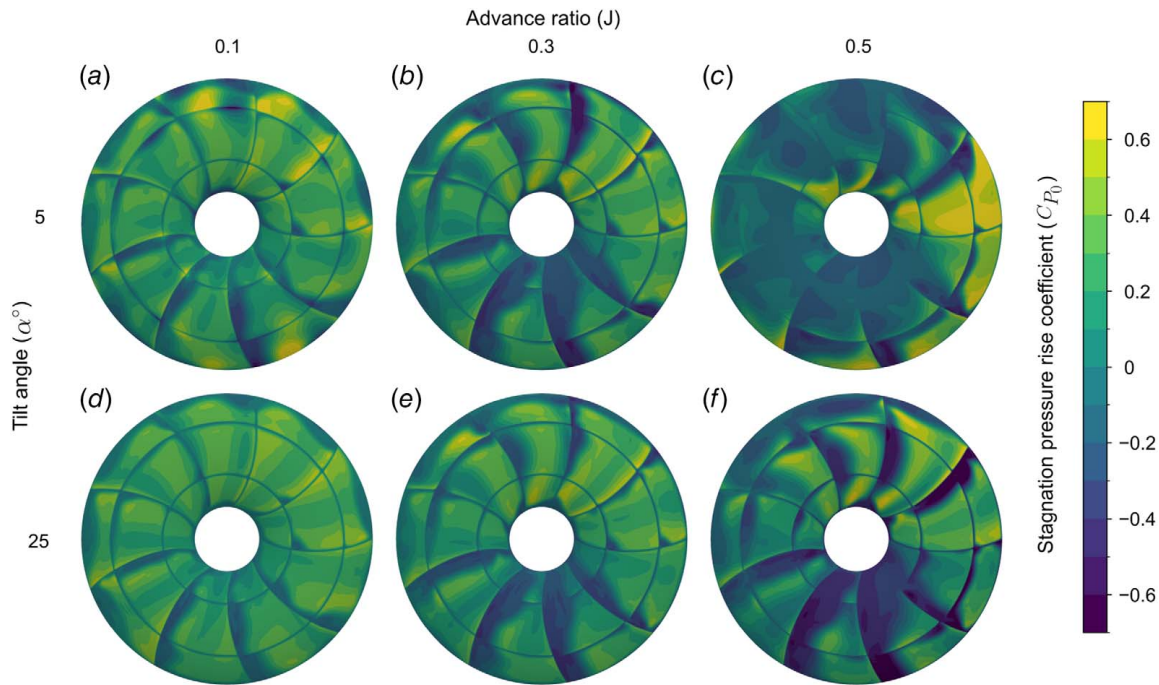 Advance ratio (J)
0.1 0.3 0.5
(a) (b) (c)
5
(d) (e) (f)
25
Tilt angle (α°)
0.6
0.4
0.2
0
−0.2
−0.4
−0.6
Stagnation pressure rise coefficient (C_{P_0})